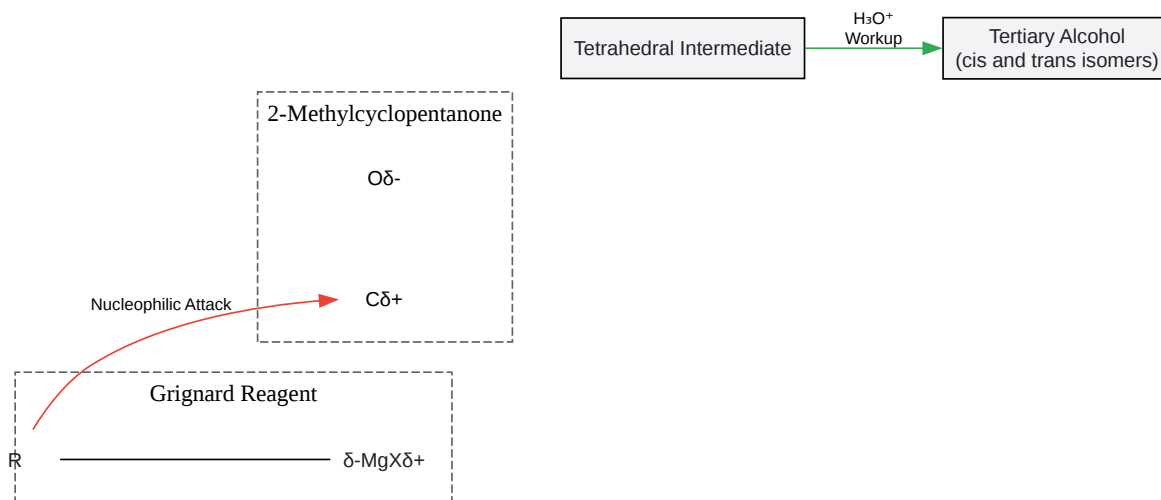 Tetrahedral Intermediate
H₃O⁺
Workup
Tertiary Alcohol
(cis and trans isomers)
2-Methylcyclopentanone
Oδ-
Nucleophilic Attack
Cδ+
Grignard Reagent
R
δ-MgXδ+